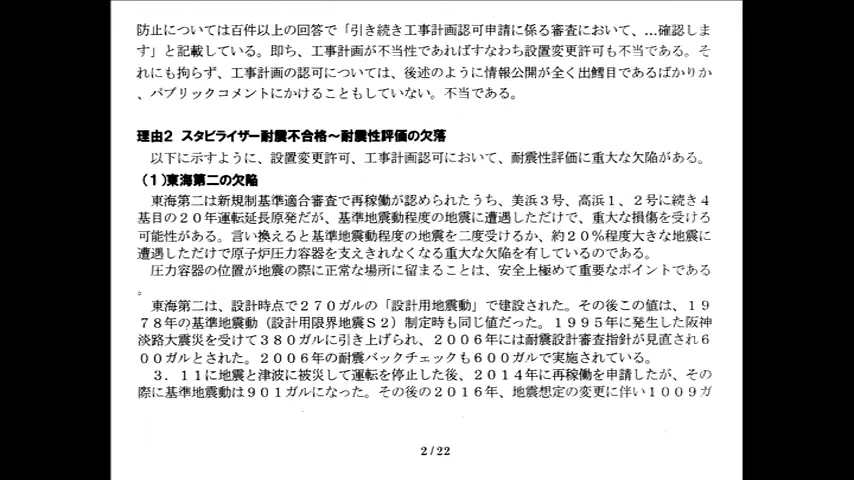 防止については百件以上の回答で「引き続き工事計画認可申請に係る審査において、…確認しま
す」と記載している。即ち、工事計画が不当性であればすなわち設置変更許可も不当である。そ
れにも拘らず、工事計画の認可については、後述のように情報公開が全く出鱈目であるばかりか
、パブリックコメントにかけることもしていない。不当である。
理由２ スタビライザー耐震不合格～耐震性評価の欠落
以下に示すように、設置変更許可、工事計画認可において、耐震性評価に重大な欠陥がある。
（１）東海第二の欠陥
東海第二は新規制基準適合審査で再稼働が認められたうち、美浜３号、高浜１、２号に続き４
基目の２０年運転延長原発だが、基準地震動程度の地震に遭遇しただけで、重大な損傷を受ける
可能性がある。言い換えると基準地震動程度の地震を二度受けるか、約２０％程度大きな地震に
遭遇しただけで原子炉圧力容器を支えきれなくなる重大な欠陥を有しているのである。
圧力容器の位置が地震の際に正常な場所に留まることは、安全上極めて重要なポイントである
。
東海第二は、設計時点で２７０ガルの「設計用地震動」で建設された。その後この値は、１９
７８年の基準地震動（設計用限界地震Ｓ２）制定時も同じ値だった。１９９５年に発生した阪神
淡路大震災を受けて３８０ガルに引き上げられ、２００６年には耐震設計審査指針が見直され６
００ガルとされた。２００６年の耐震バックチェックも６００ガルで実施されている。
３．１１に地震と津波に被災して運転を停止した後、２０１４年に再稼働を申請したが、その
際に基準地震動は９０１ガルになった。その後の２０１６年、地震想定の変更に伴い１００９ガ
2 / 22